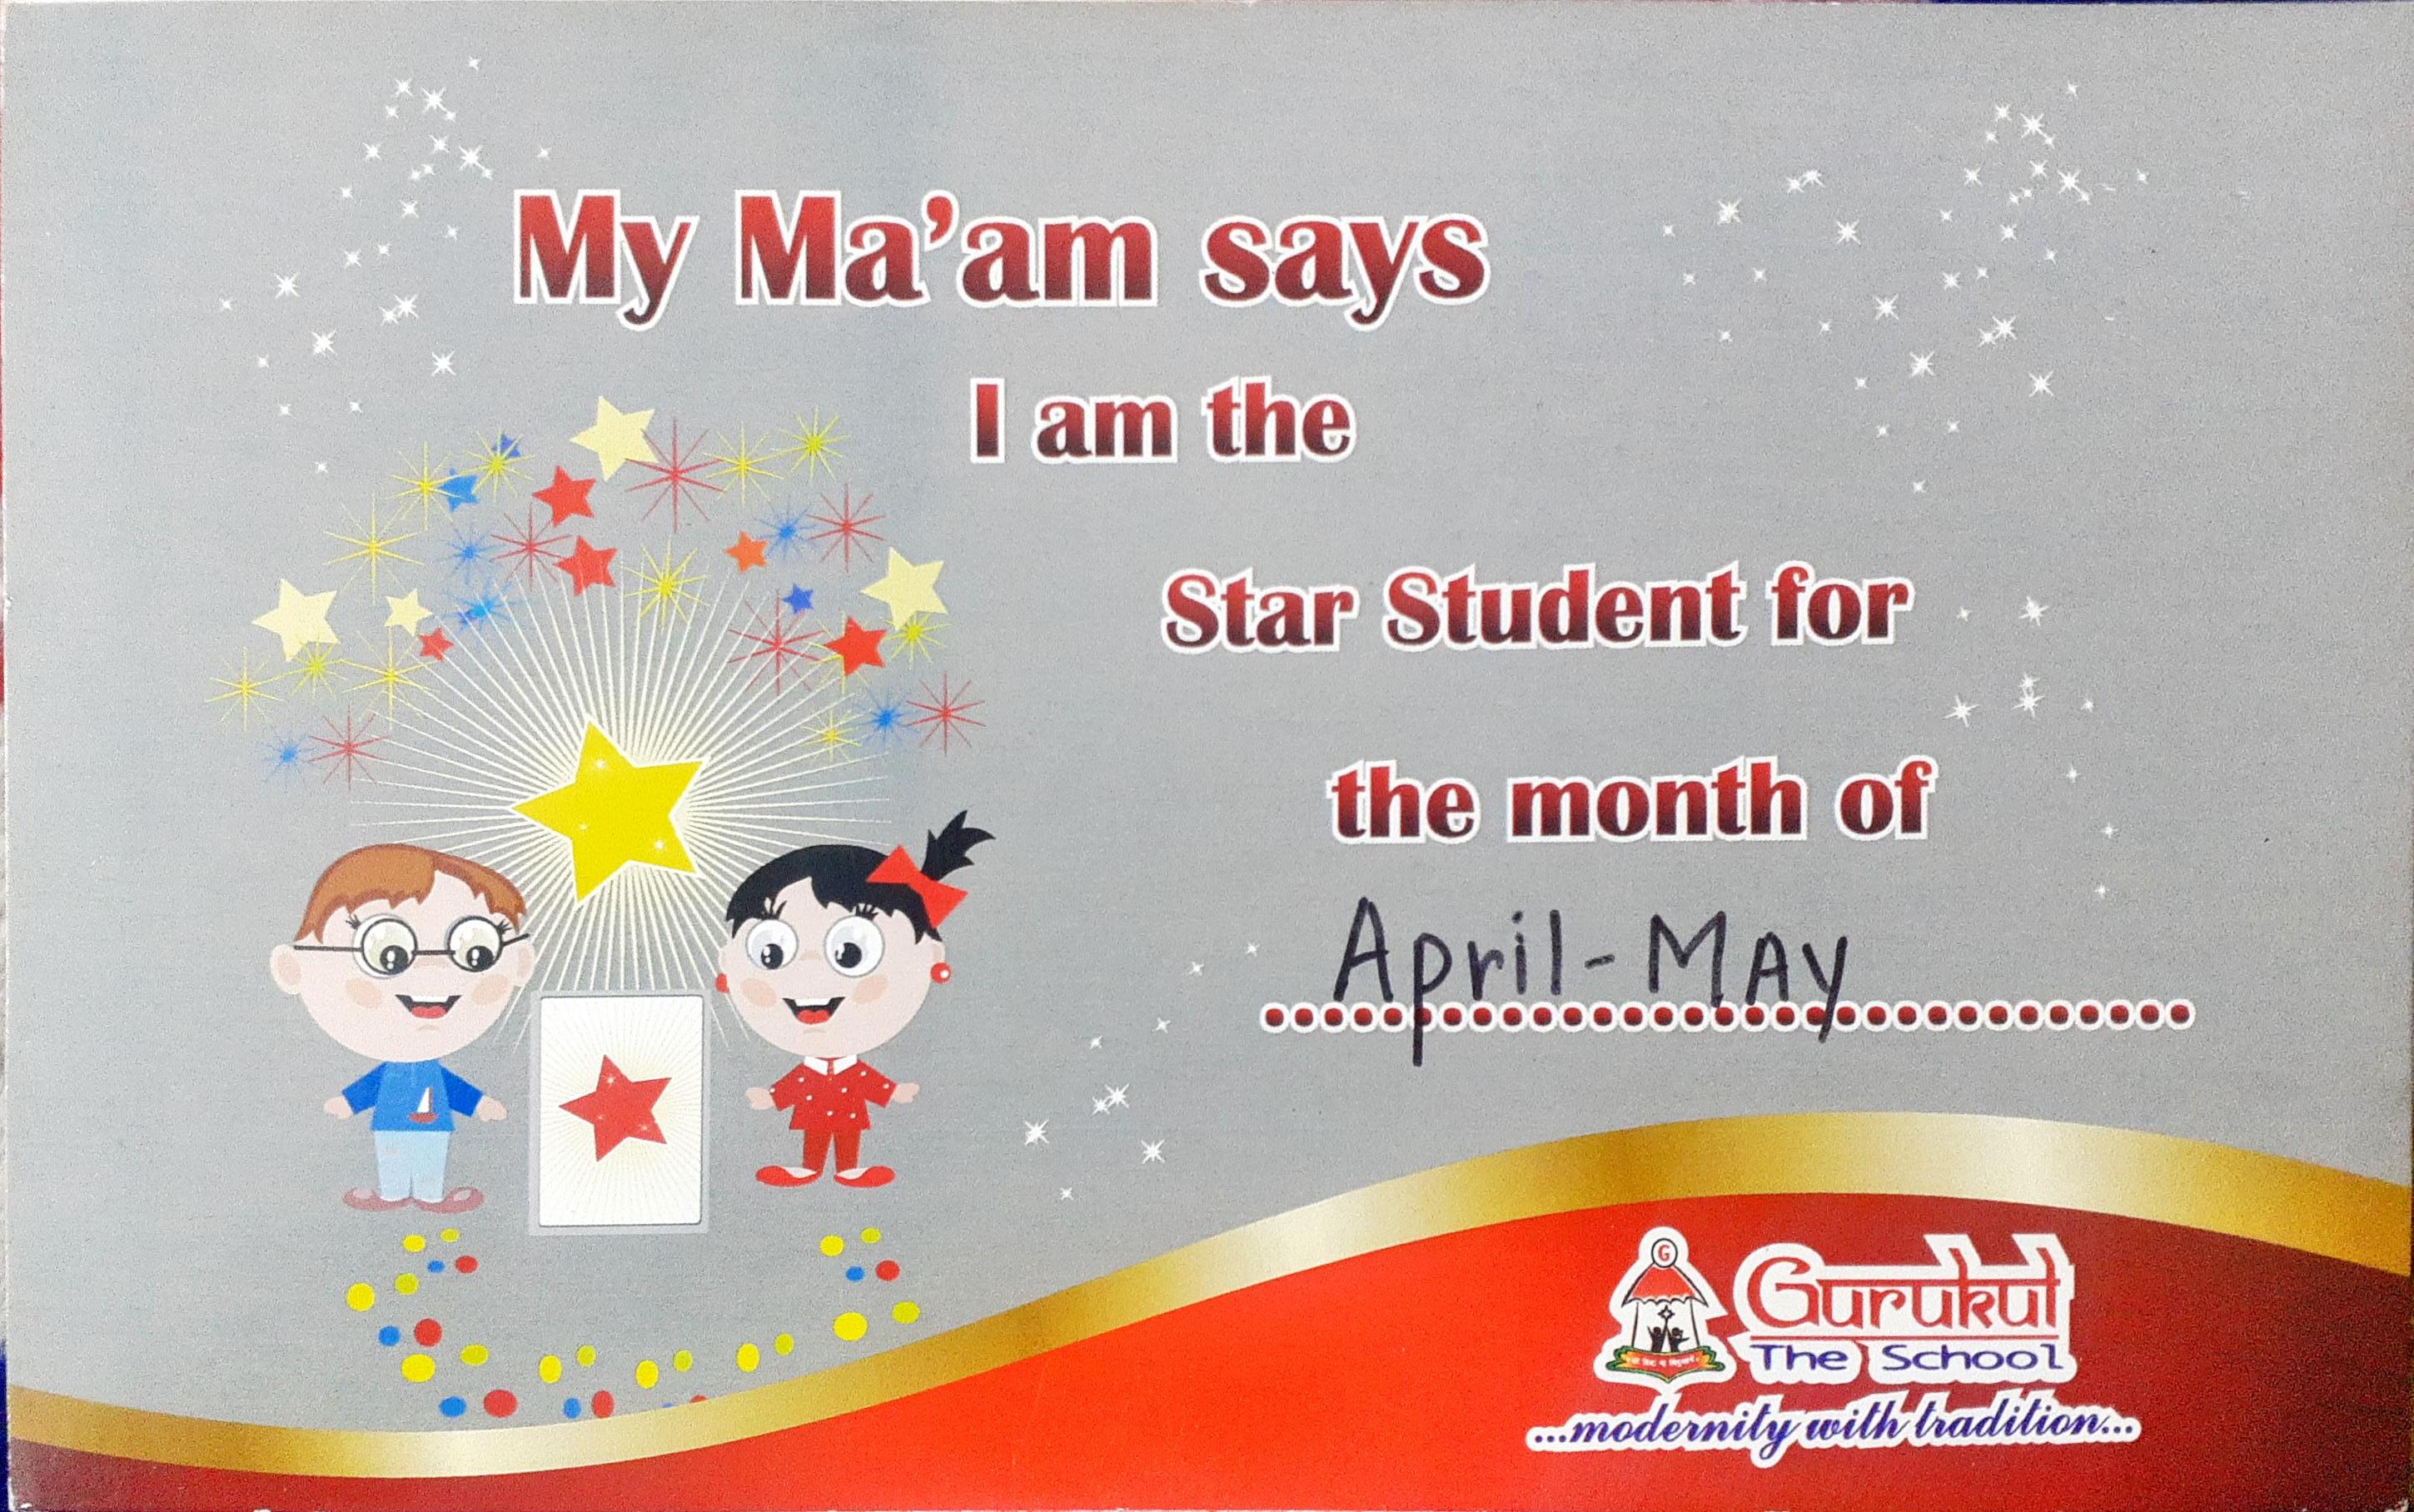 My Ma'am says
I am the
Star Student for
the month of
April-MAY
G
Gurukul
The School
...modernity with tradition...